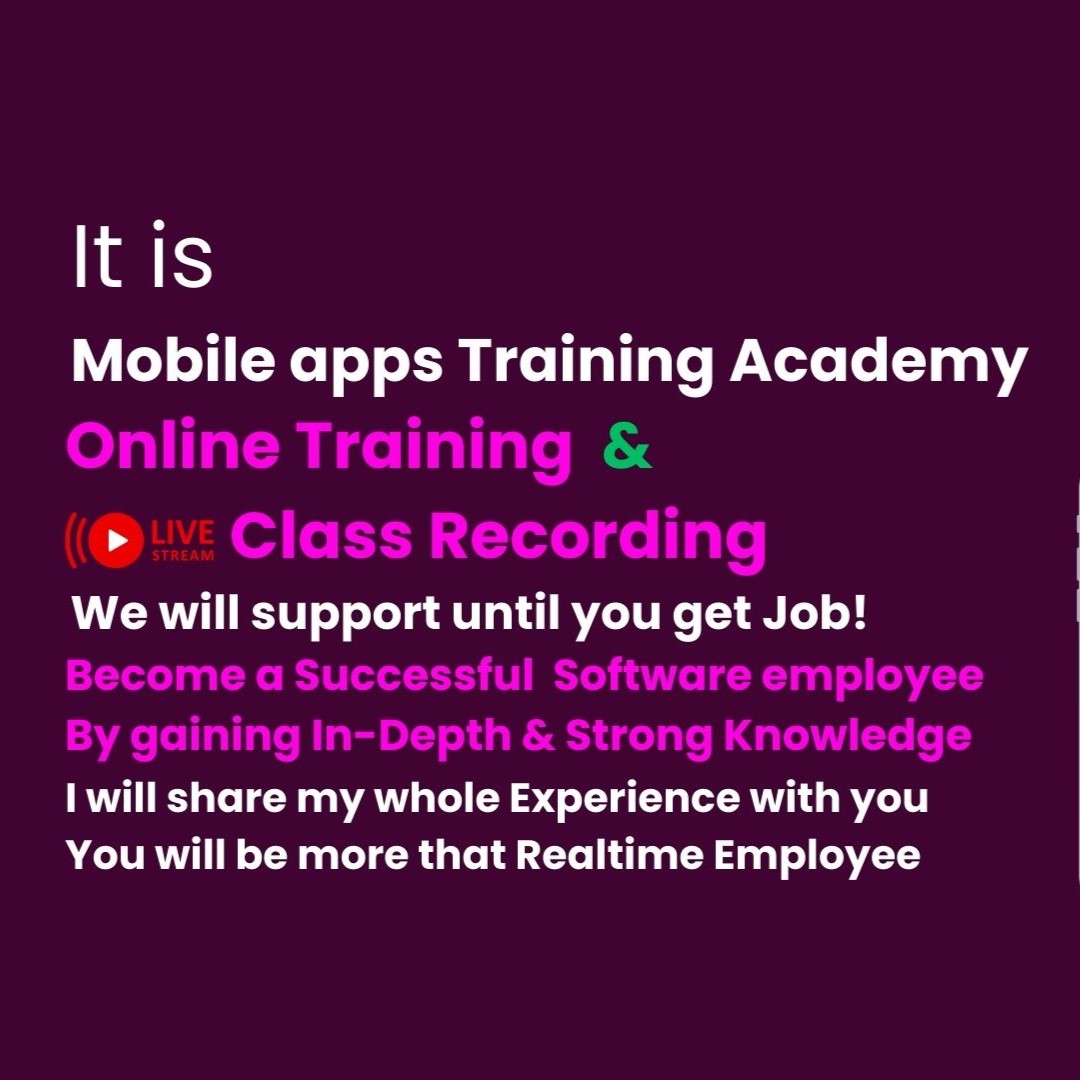 It is
Mobile apps Training Academy
Online Training &
LIVE STREAM Class Recording
We will support until you get Job!
Become a Successful Software employee
By gaining In-Depth & Strong Knowledge
I will share my whole Experience with you
You will be more that Realtime Employee